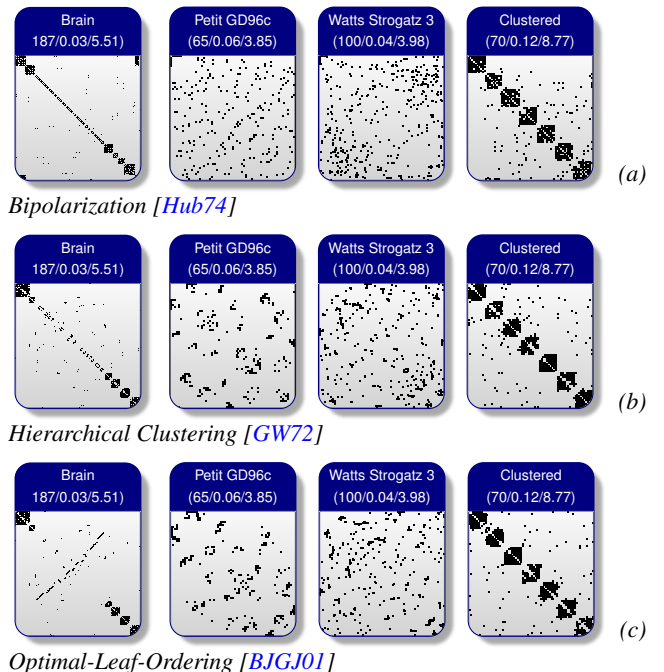 Brain
187/0.03/5.51)
Petit GD96c
(65/0.06/3.85)
Watts Strogatz 3
(100/0.04/3.98)
Clustered
(70/0.12/8.77)
(a)
Bipolarization [Hub74]
Brain
187/0.03/5.51)
Petit GD96c
(65/0.06/3.85)
Watts Strogatz 3
(100/0.04/3.98)
Clustered
(70/0.12/8.77)
(b)
Hierarchical Clustering [GW72]
Brain
187/0.03/5.51)
Petit GD96c
(65/0.06/3.85)
Watts Strogatz 3
(100/0.04/3.98)
Clustered
(70/0.12/8.77)
(c)
Optimal-Leaf-Ordering [BJGJ01]